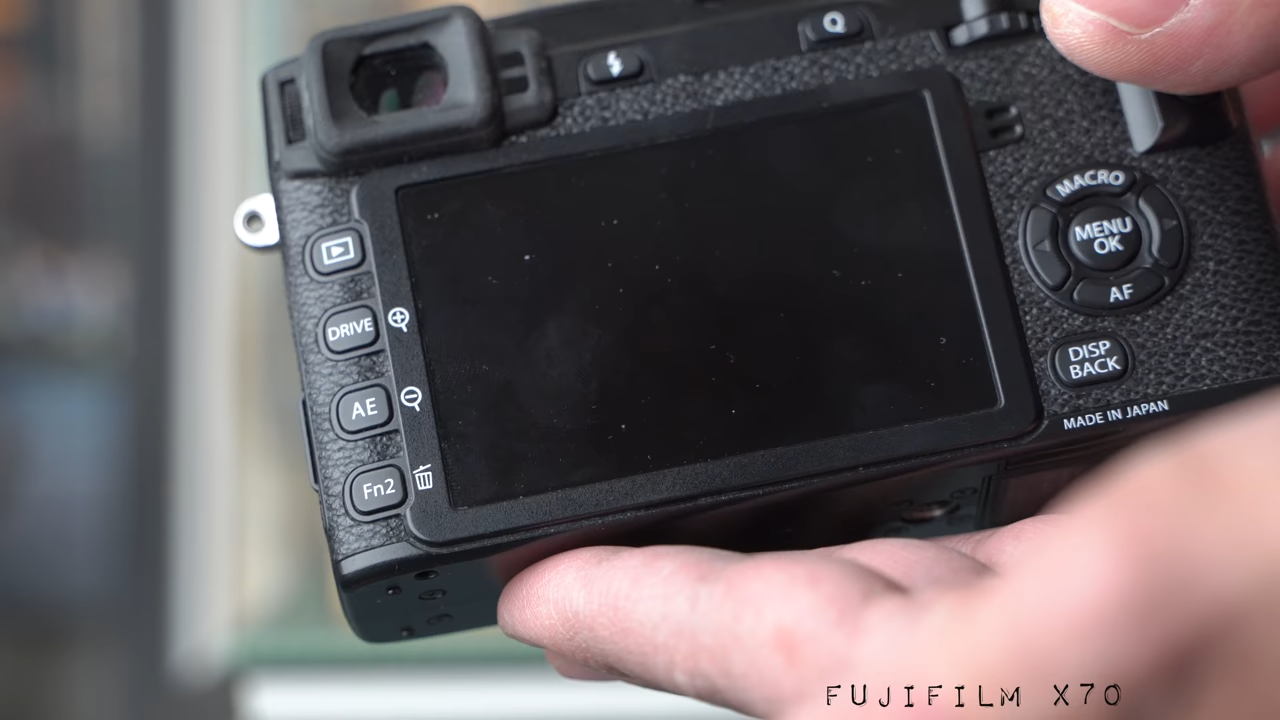 Q
MACRO
MENU
OK
AF
DRIVE
AE
Fn2
DISP
BACK
MADE IN JAPAN
FUJIFILM X70